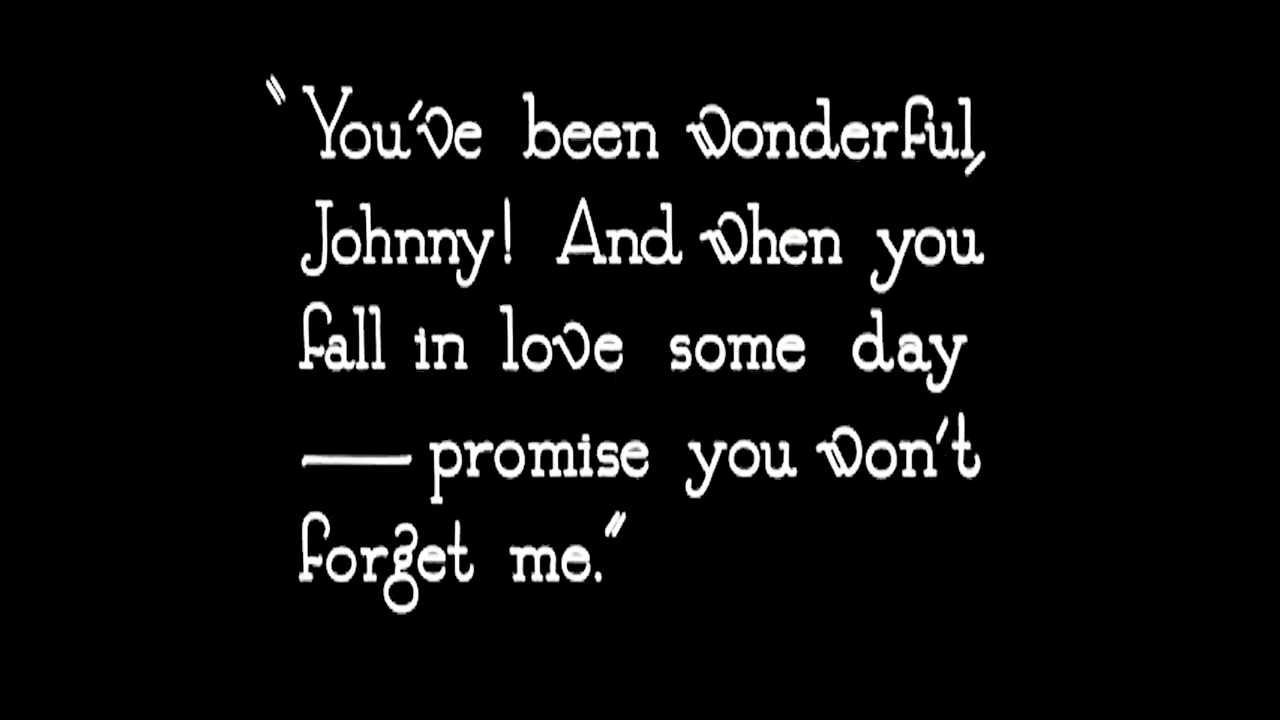 "You've been wonderful,
Johnny! And when you
fall in love some day
—promise you won't
forget me."